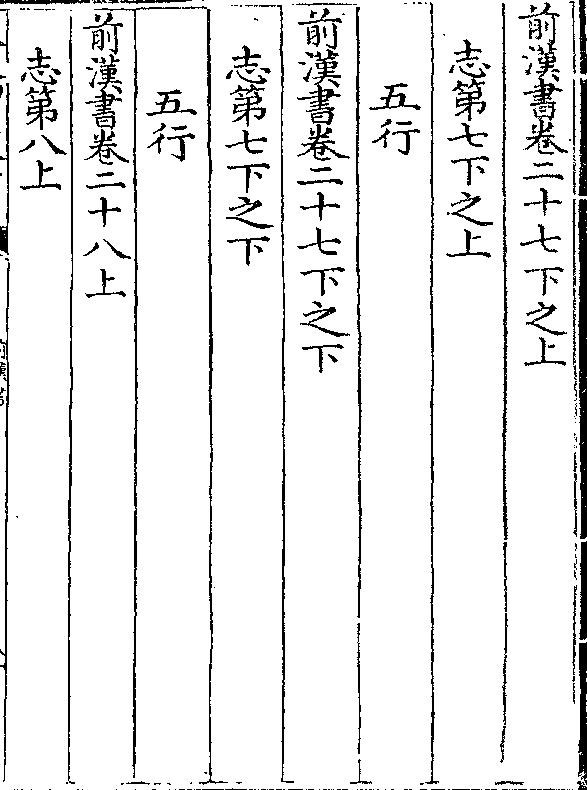 前漢書卷二十七下之上
志第七下之上
五行
前漢書卷二十七下之下
志第七下之下
五行
前漢書卷二十八上
志第八上